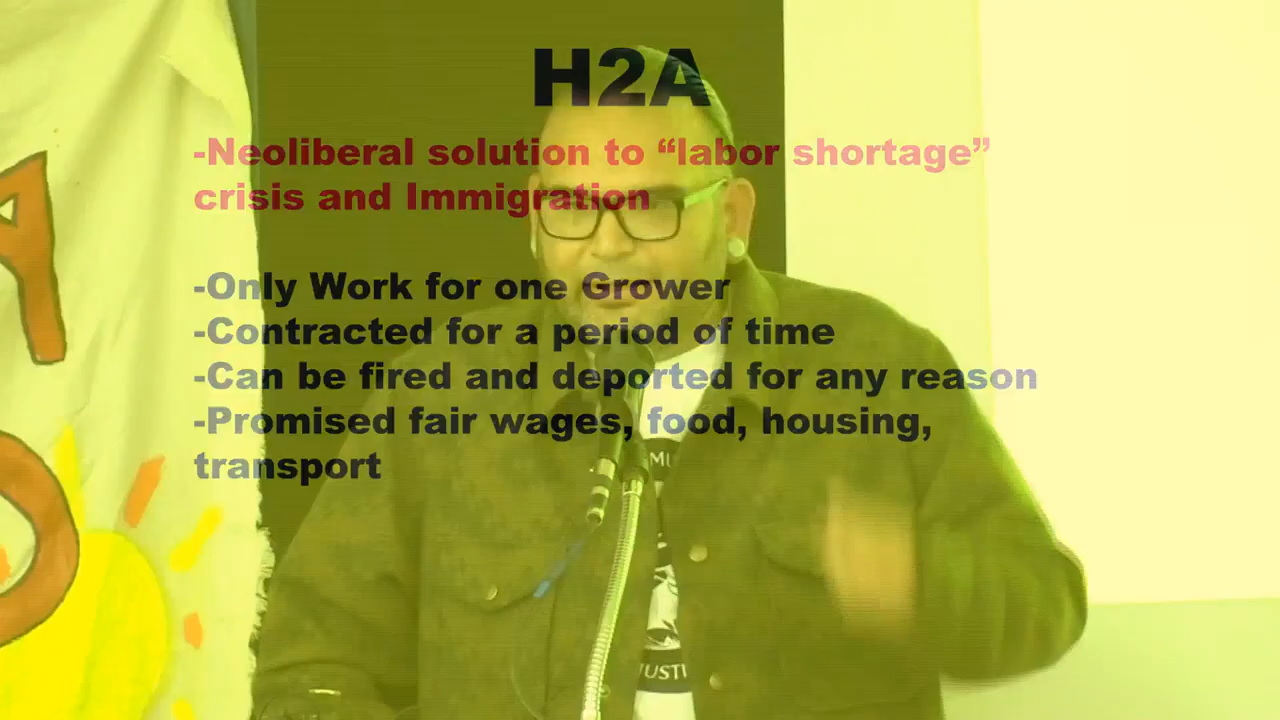 H2A
-Neoliberal solution to “labor shortage”
crisis and Immigration
-Only Work for one Grower
-Contracted for a period of time
-Can be fired and deported for any reason
-Promised fair wages, food, housing,
transport